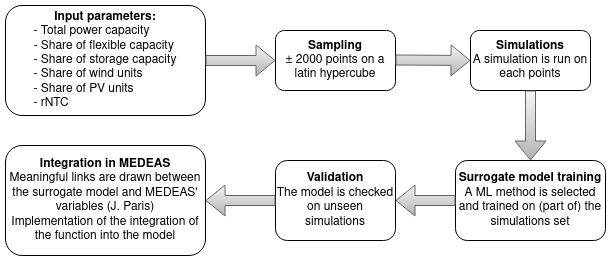 Input parameters:
- Total power capacity
- Share of flexible capacity
- Share of storage capacity
- Share of wind units
- Share of PV units
- rNTC
Sampling
± 2000 points on a
latin hypercube
Simulations
A simulation is run on
each points
Surrogate model training
A ML method is selected
and trained on (part of) the
simulations set
Validation
The model is checked
on unseen
simulations
Integration in MEDEAS
Meaningful links are drawn between
the surrogate model and MEDEAS'
variables (J. Paris)
Implementation of the integration of
the function into the model